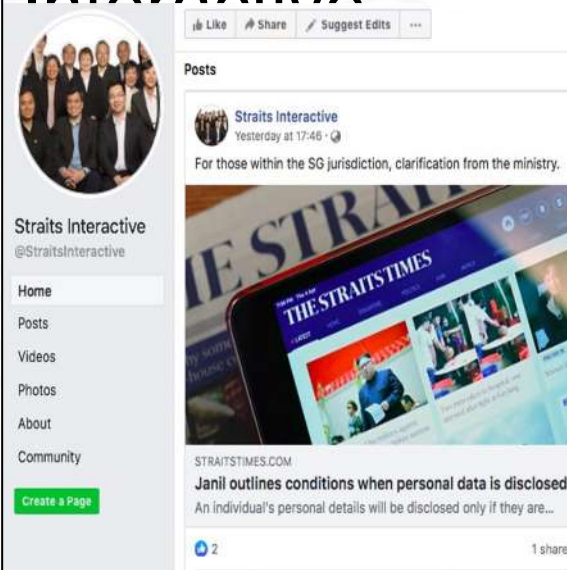 Like Share Suggest Edits ...
Posts
Straits Interactive
Yesterday at 17:46
For those within the SG jurisdiction, clarification from the ministry.
THE STRAITS TIMES
STRAITSTIMES.COM
Janil outlines conditions when personal data is disclosed
An individual's personal details will be disclosed only if they are...
2 1 share
Straits Interactive
@StraitsInteractive
Home
Posts
Videos
Photos
About
Community
Create a Page